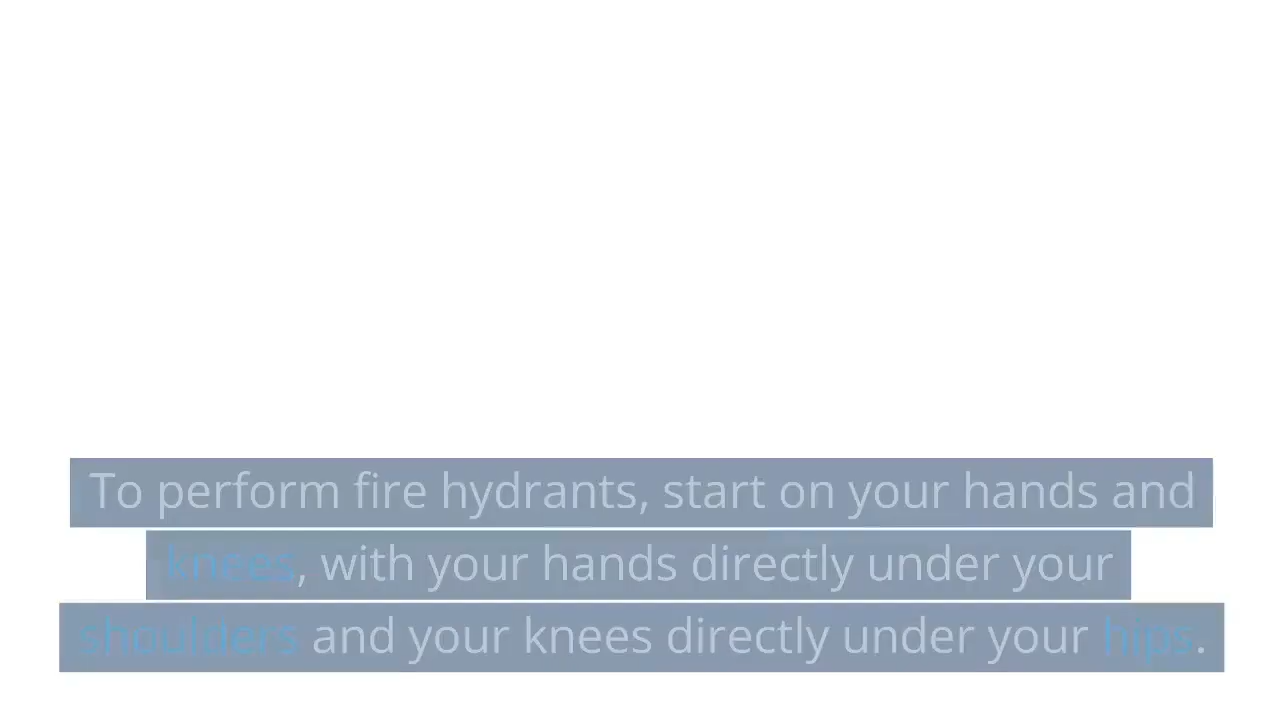 To perform fire hydrants, start on your hands and
knees, with your hands directly under your
shoulders and your knees directly under your hips.